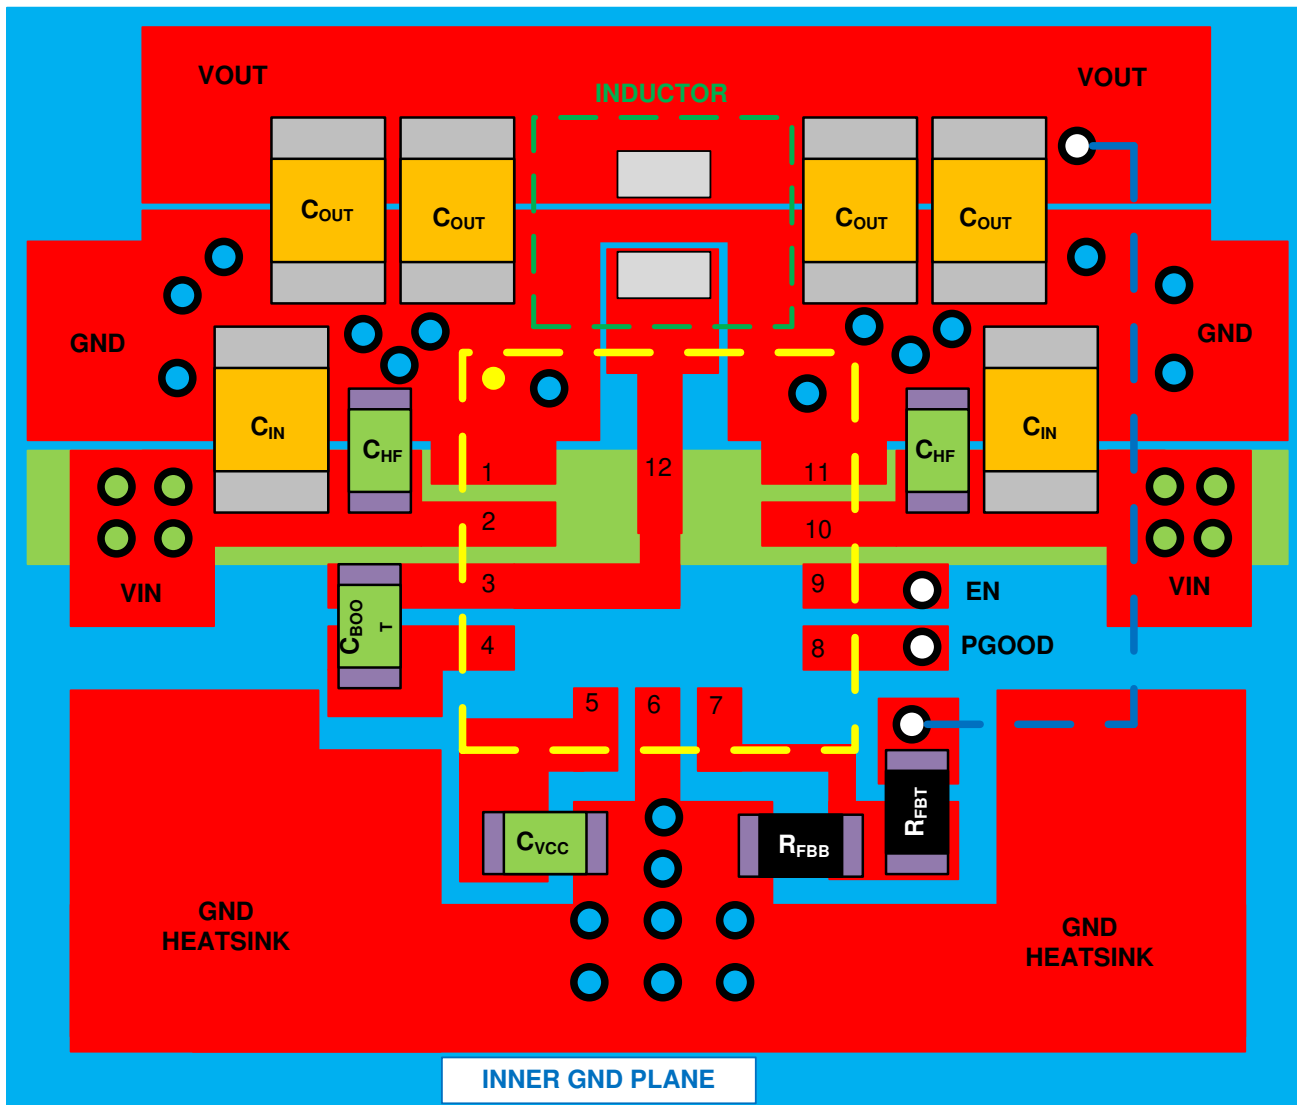 VOUT
VOUT
INDUCTOR
COUT
COUT
COUT
COUT
GND
GND
CIN
CHF
CHF
CIN
1
12
11
2
10
VIN
3
9
EN
VIN
CBOO
T
4
8
PGOOD
5
6
7
RFBT
CVCC
RFBB
GND
HEATSINK
GND
HEATSINK
INNER GND PLANE